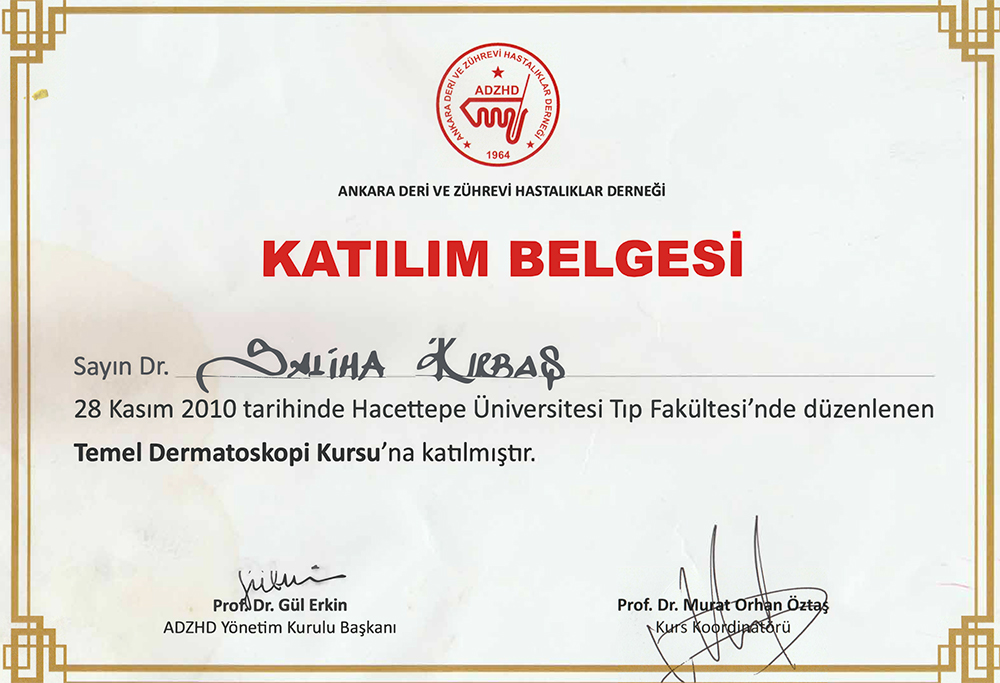 ANKARA DERİ VE ZÜHREVİ HASTALIKLAR DERNEĞİ
ADZHD
1964
ANKARA DERİ VE ZÜHREVİ HASTALIKLAR DERNEĞİ
KATILIM BELGESİ
Sayın Dr. SALİHA KIRBAŞ
28 Kasım 2010 tarihinde Hacettepe Üniversitesi Tıp Fakültesi’nde düzenlenen
Temel Dermatoskopi Kursu’na katılmıştır.
Prof. Dr. Gül Erkin
ADZHD Yönetim Kurulu Başkanı
Prof. Dr. Murat Orhan Öztaş
Kurs Koordinatörü